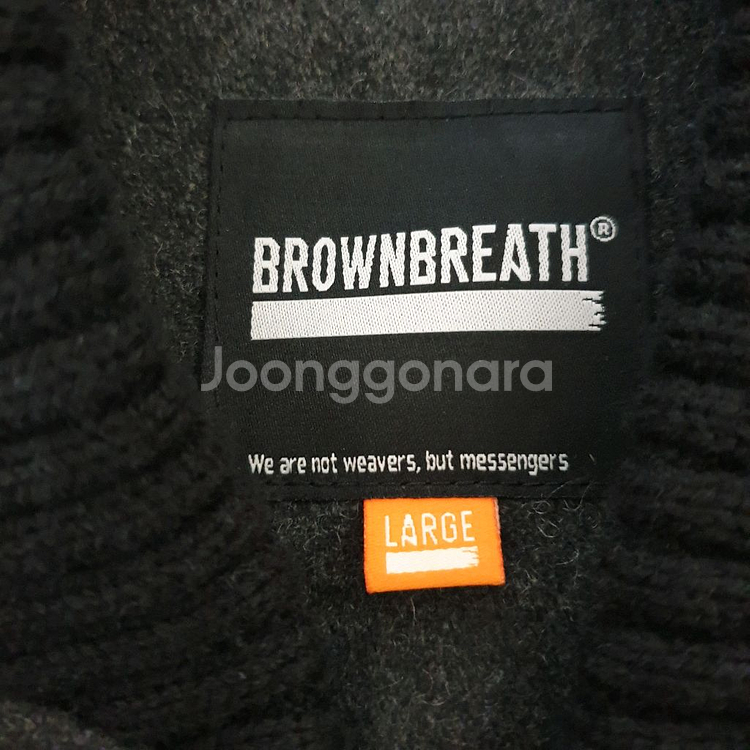 BROWNBREATH®
Joonggonara
We are not weavers, but messengers
LARGE